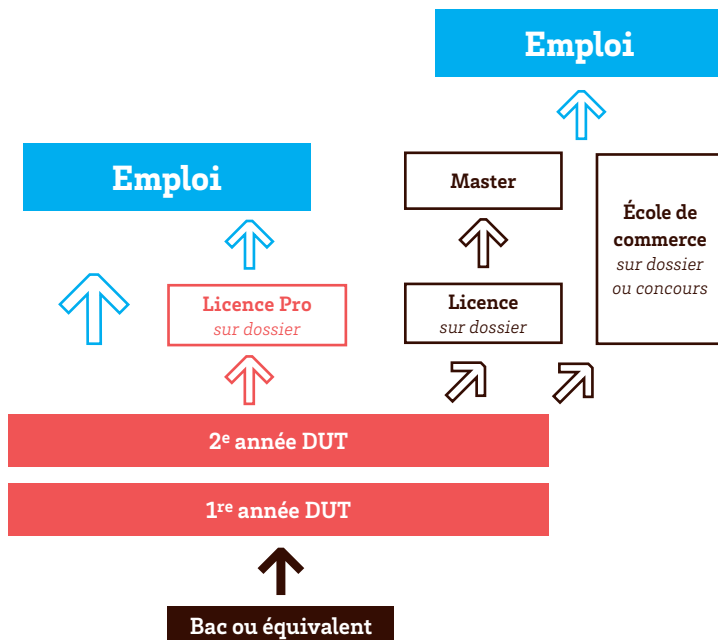 Emploi
Emploi
Master
École de
commerce
sur dossier
ou concours
Licence Pro
sur dossier
Licence
sur dossier
2e année DUT
1re année DUT
Bac ou équivalent